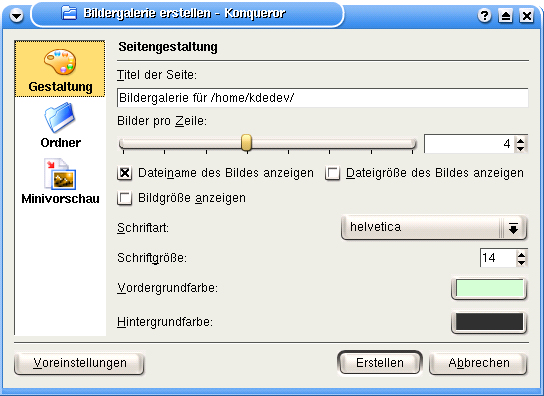 Bildergalerie erstellen - Konqueror
Gestaltung
Ordner
Minivorschau
Seitengestaltung
Titel der Seite:
Bildergalerie für /home/kdedev/
Bilder pro Zeile:
4
Dateiname des Bildes anzeigen
Dateigröße des Bildes anzeigen
Bildgröße anzeigen
Schriftart:
helvetica
Schriftgröße:
14
Vordergrundfarbe:
Hintergrundfarbe:
Voreinstellungen
Erstellen
Abbrechen